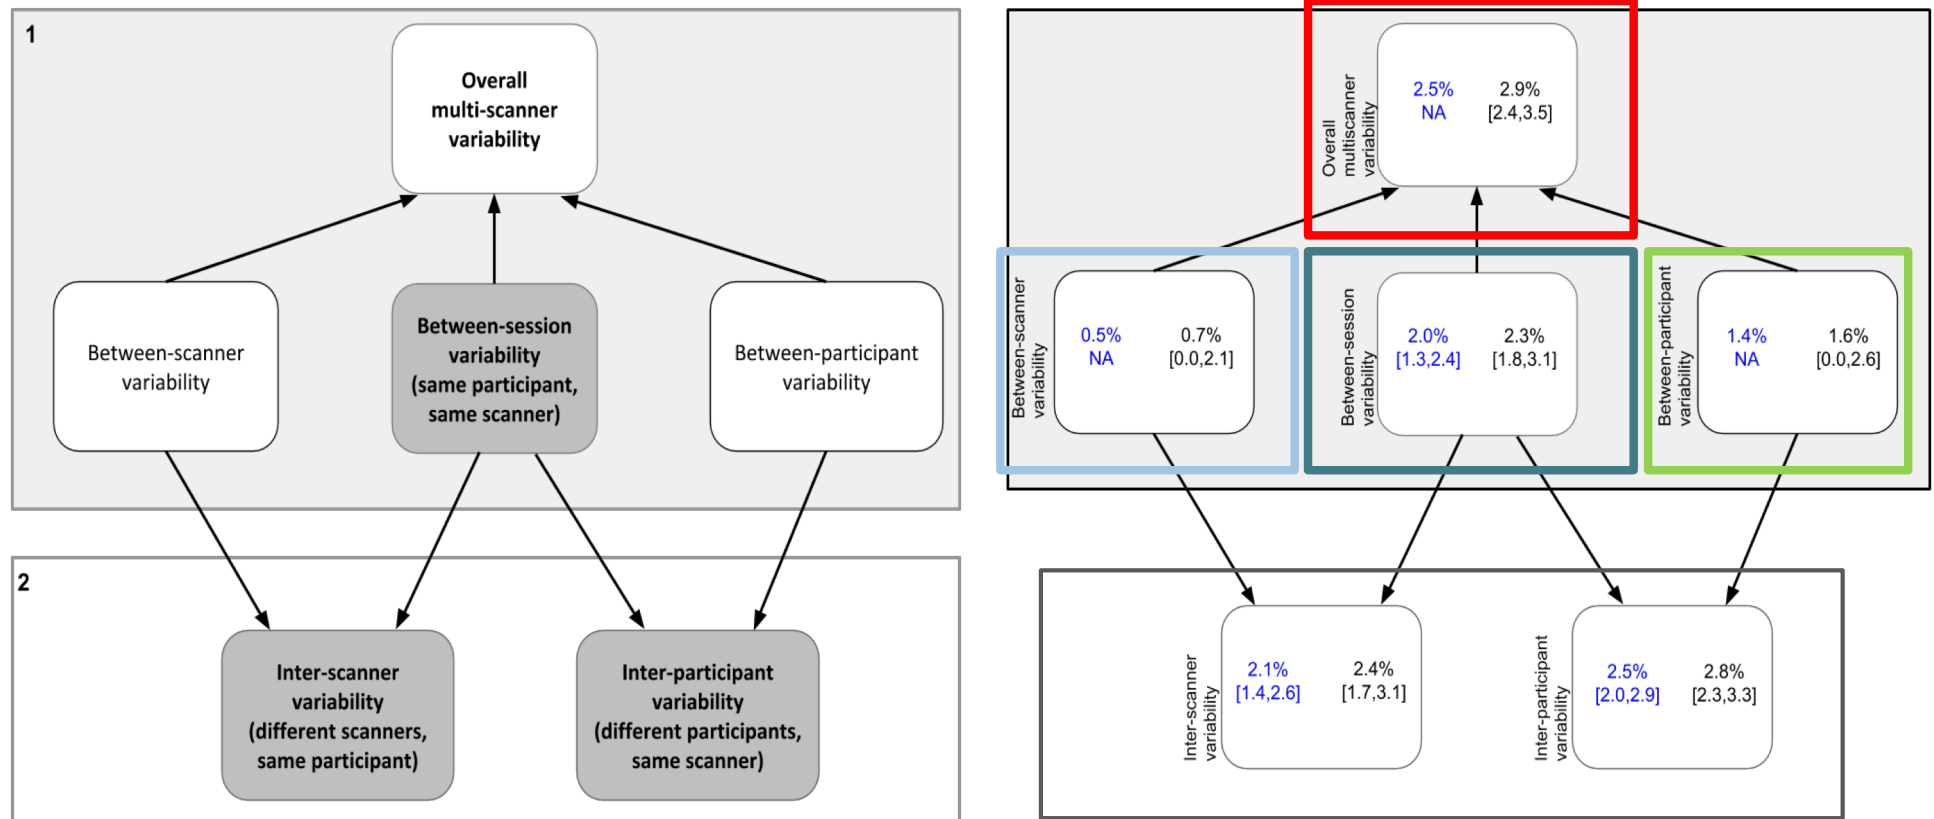 1
Overall
multi-scanner
variability
Between-scanner
variability
Between-session
variability
(same participant,
same scanner)
Between-participant
variability
2
Inter-scanner
variability
(different scanners,
same participant)
Inter-participant
variability
(different participants,
same scanner)
Overall
multiscanner
variability
2.5% 2.9%
NA [2.4,3.5]
Between-scanner
variability
0.5% 0.7%
NA [0.0,2.1]
Between-session
variability
2.0% 2.3%
[1.3,2.4] [1.8,3.1]
Between-participant
variability
1.4% 1.6%
NA [0.0,2.6]
Inter-scanner
variability
2.1% 2.4%
[1.4,2.6] [1.7,3.1]
Inter-participant
variability
2.5% 2.8%
[2.0,2.9] [2.3,3.3]